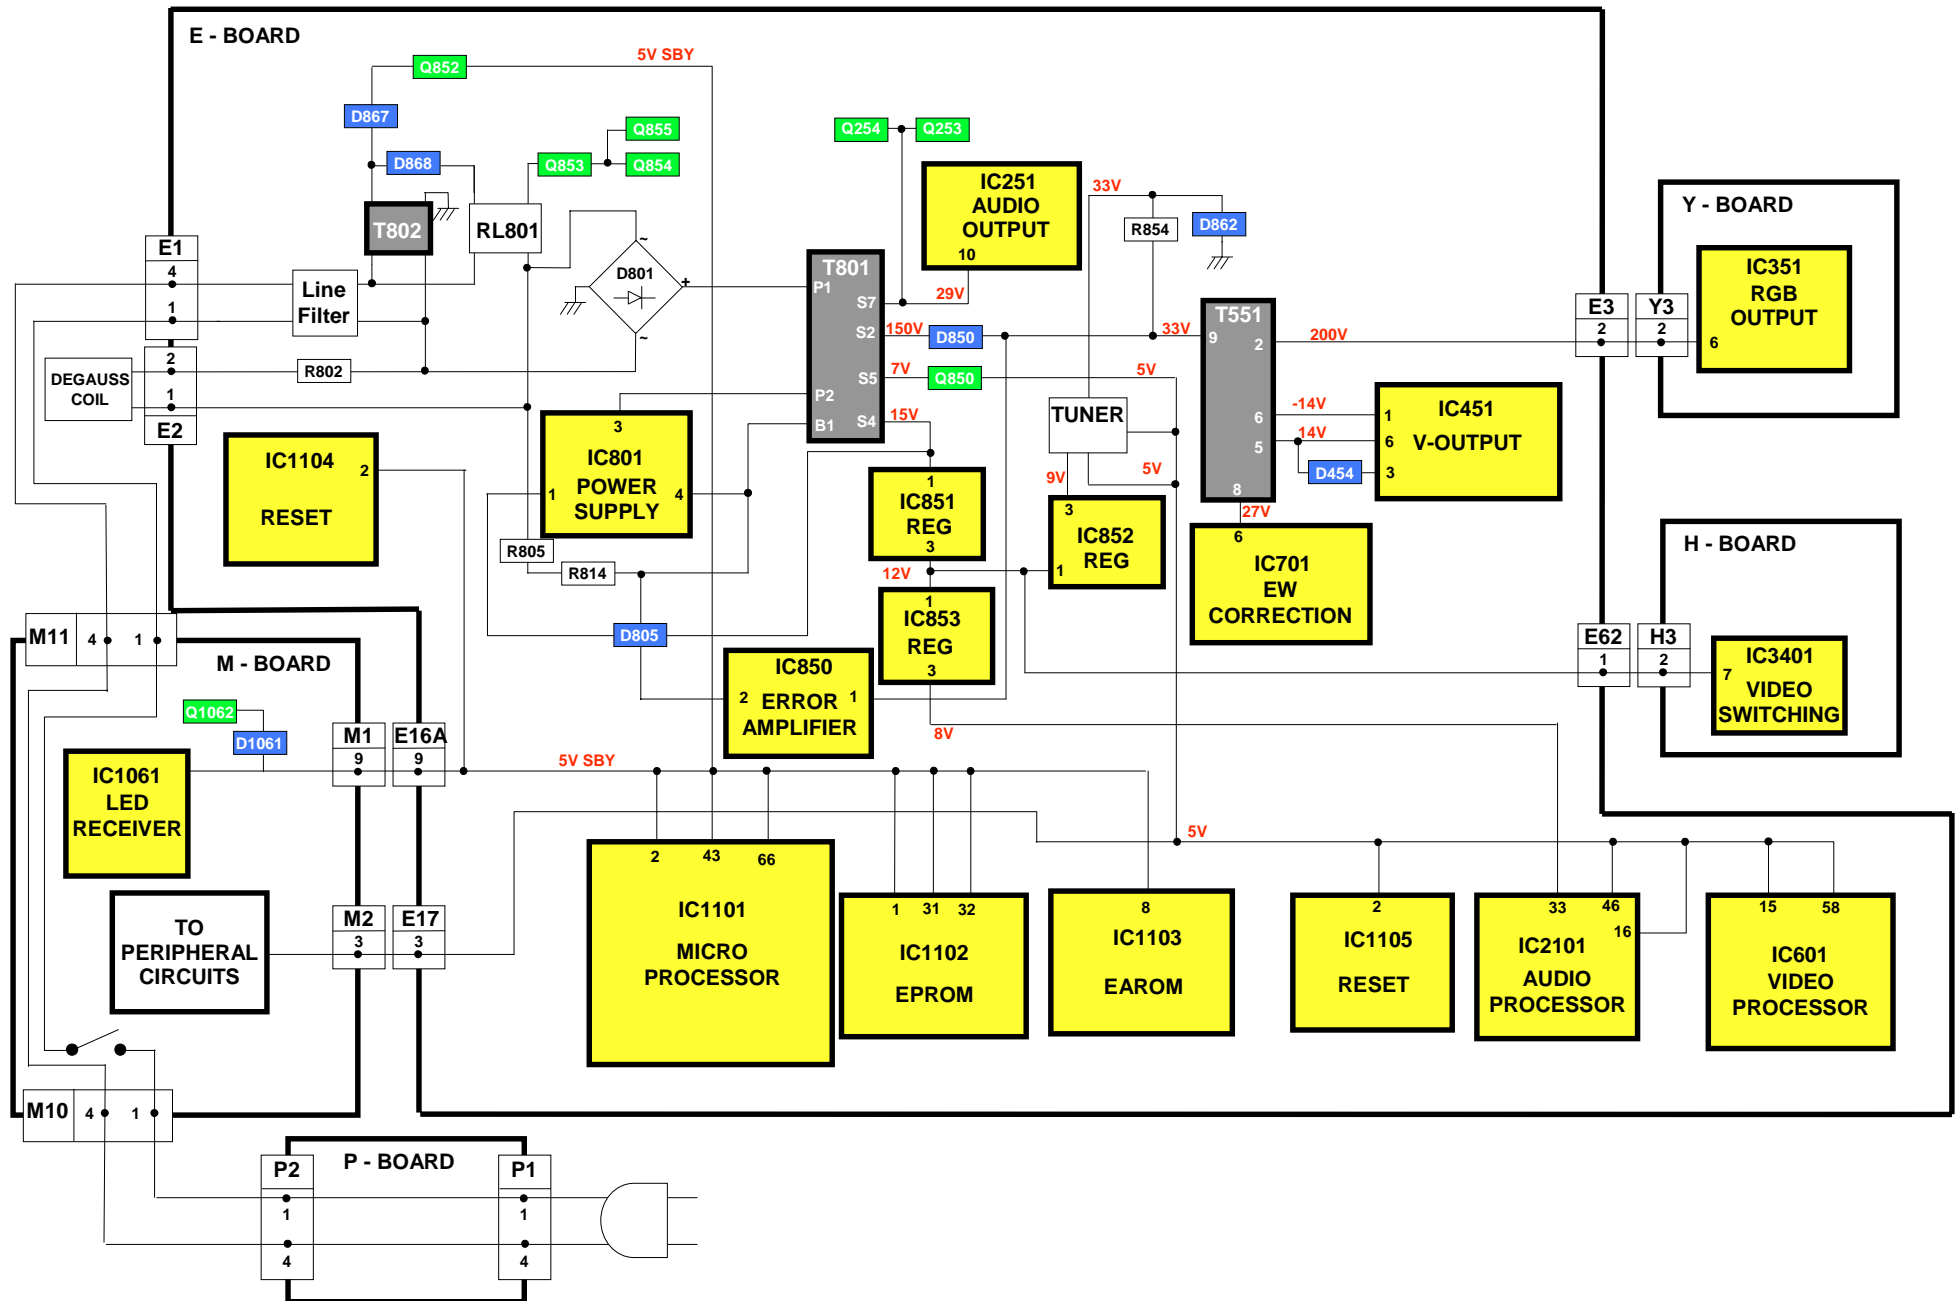 E - BOARD
5V SBY
Q852
D867
Q855
Q254
Q253
D868
Q853
Q854
IC251
AUDIO
OUTPUT
10
33V
R854
D862
Y - BOARD
T802
RL801
E1
4
1
Line
Filter
D801
~
~
+
T801
P1
S7
S2
S5
P2
B1
S4
29V
150V
D850
7V
Q850
15V
33V
5V
T551
9
2
6
5
8
200V
E3
2
Y3
2
IC351
RGB
OUTPUT
6
2
1
E2
R802
DEGAUSS
COIL
TUNER
-14V
14V
D454
1
6
3
IC451
V-OUTPUT
IC1104
2
RESET
3
IC801
1
POWER
4
SUPPLY
1
IC851
REG
3
9V
5V
3
IC852
REG
1
27V
6
IC701
EW
CORRECTION
H - BOARD
R805
R814
12V
1
IC853
REG
3
D805
M11
4
1
M - BOARD
IC850
2
ERROR
1
AMPLIFIER
E62
1
H3
2
IC3401
7
VIDEO
SWITCHING
Q1062
D1061
M1
9
E16A
9
5V SBY
8V
IC1061
LED
RECEIVER
5V
2
43
66
IC1101
MICRO
PROCESSOR
1
31
32
IC1102
EPROM
8
IC1103
EAROM
2
IC1105
RESET
33
46
16
IC2101
AUDIO
PROCESSOR
15
58
IC601
VIDEO
PROCESSOR
TO
PERIPHERAL
CIRCUITS
M2
3
E17
3
M10
4
1
P - BOARD
P2
1
4
P1
1
4